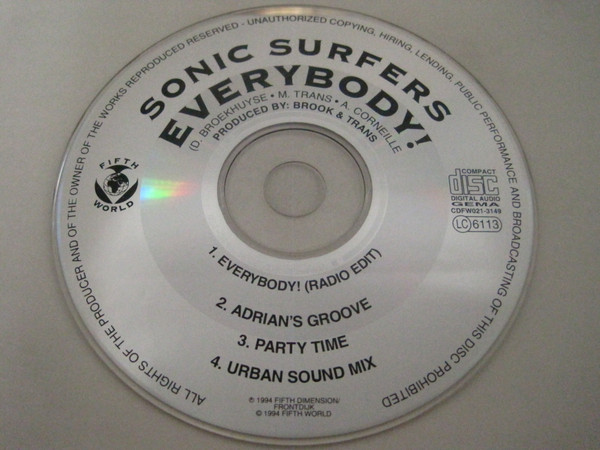 ALL RIGHTS OF THE PRODUCER AND OF THE OWNER OF THE WORKS REPRODUCED RESERVED - UNAUTHORIZED COPYING, HIRING, LENDING, PUBLIC PERFORMANCE AND BROADCASTING OF THIS DISC PROHIBITED
SONIC SURFERS
EVERYBODY!
(D. BROEKHUYSE • M. TRANS • A. CORNEILLE
PRODUCED BY: BROOK & TRANS
FIFTH
WORLD
COMPACT
disc
DIGITAL AUDIO
GEMA
CDFW021-3149
LC 6113
1. EVERYBODY! (RADIO EDIT)
2. ADRIAN'S GROOVE
3. PARTY TIME
4. URBAN SOUND MIX
℗ 1994 FIFTH DIMENSION/
FRONTDIJK
© 1994 FIFTH WORLD